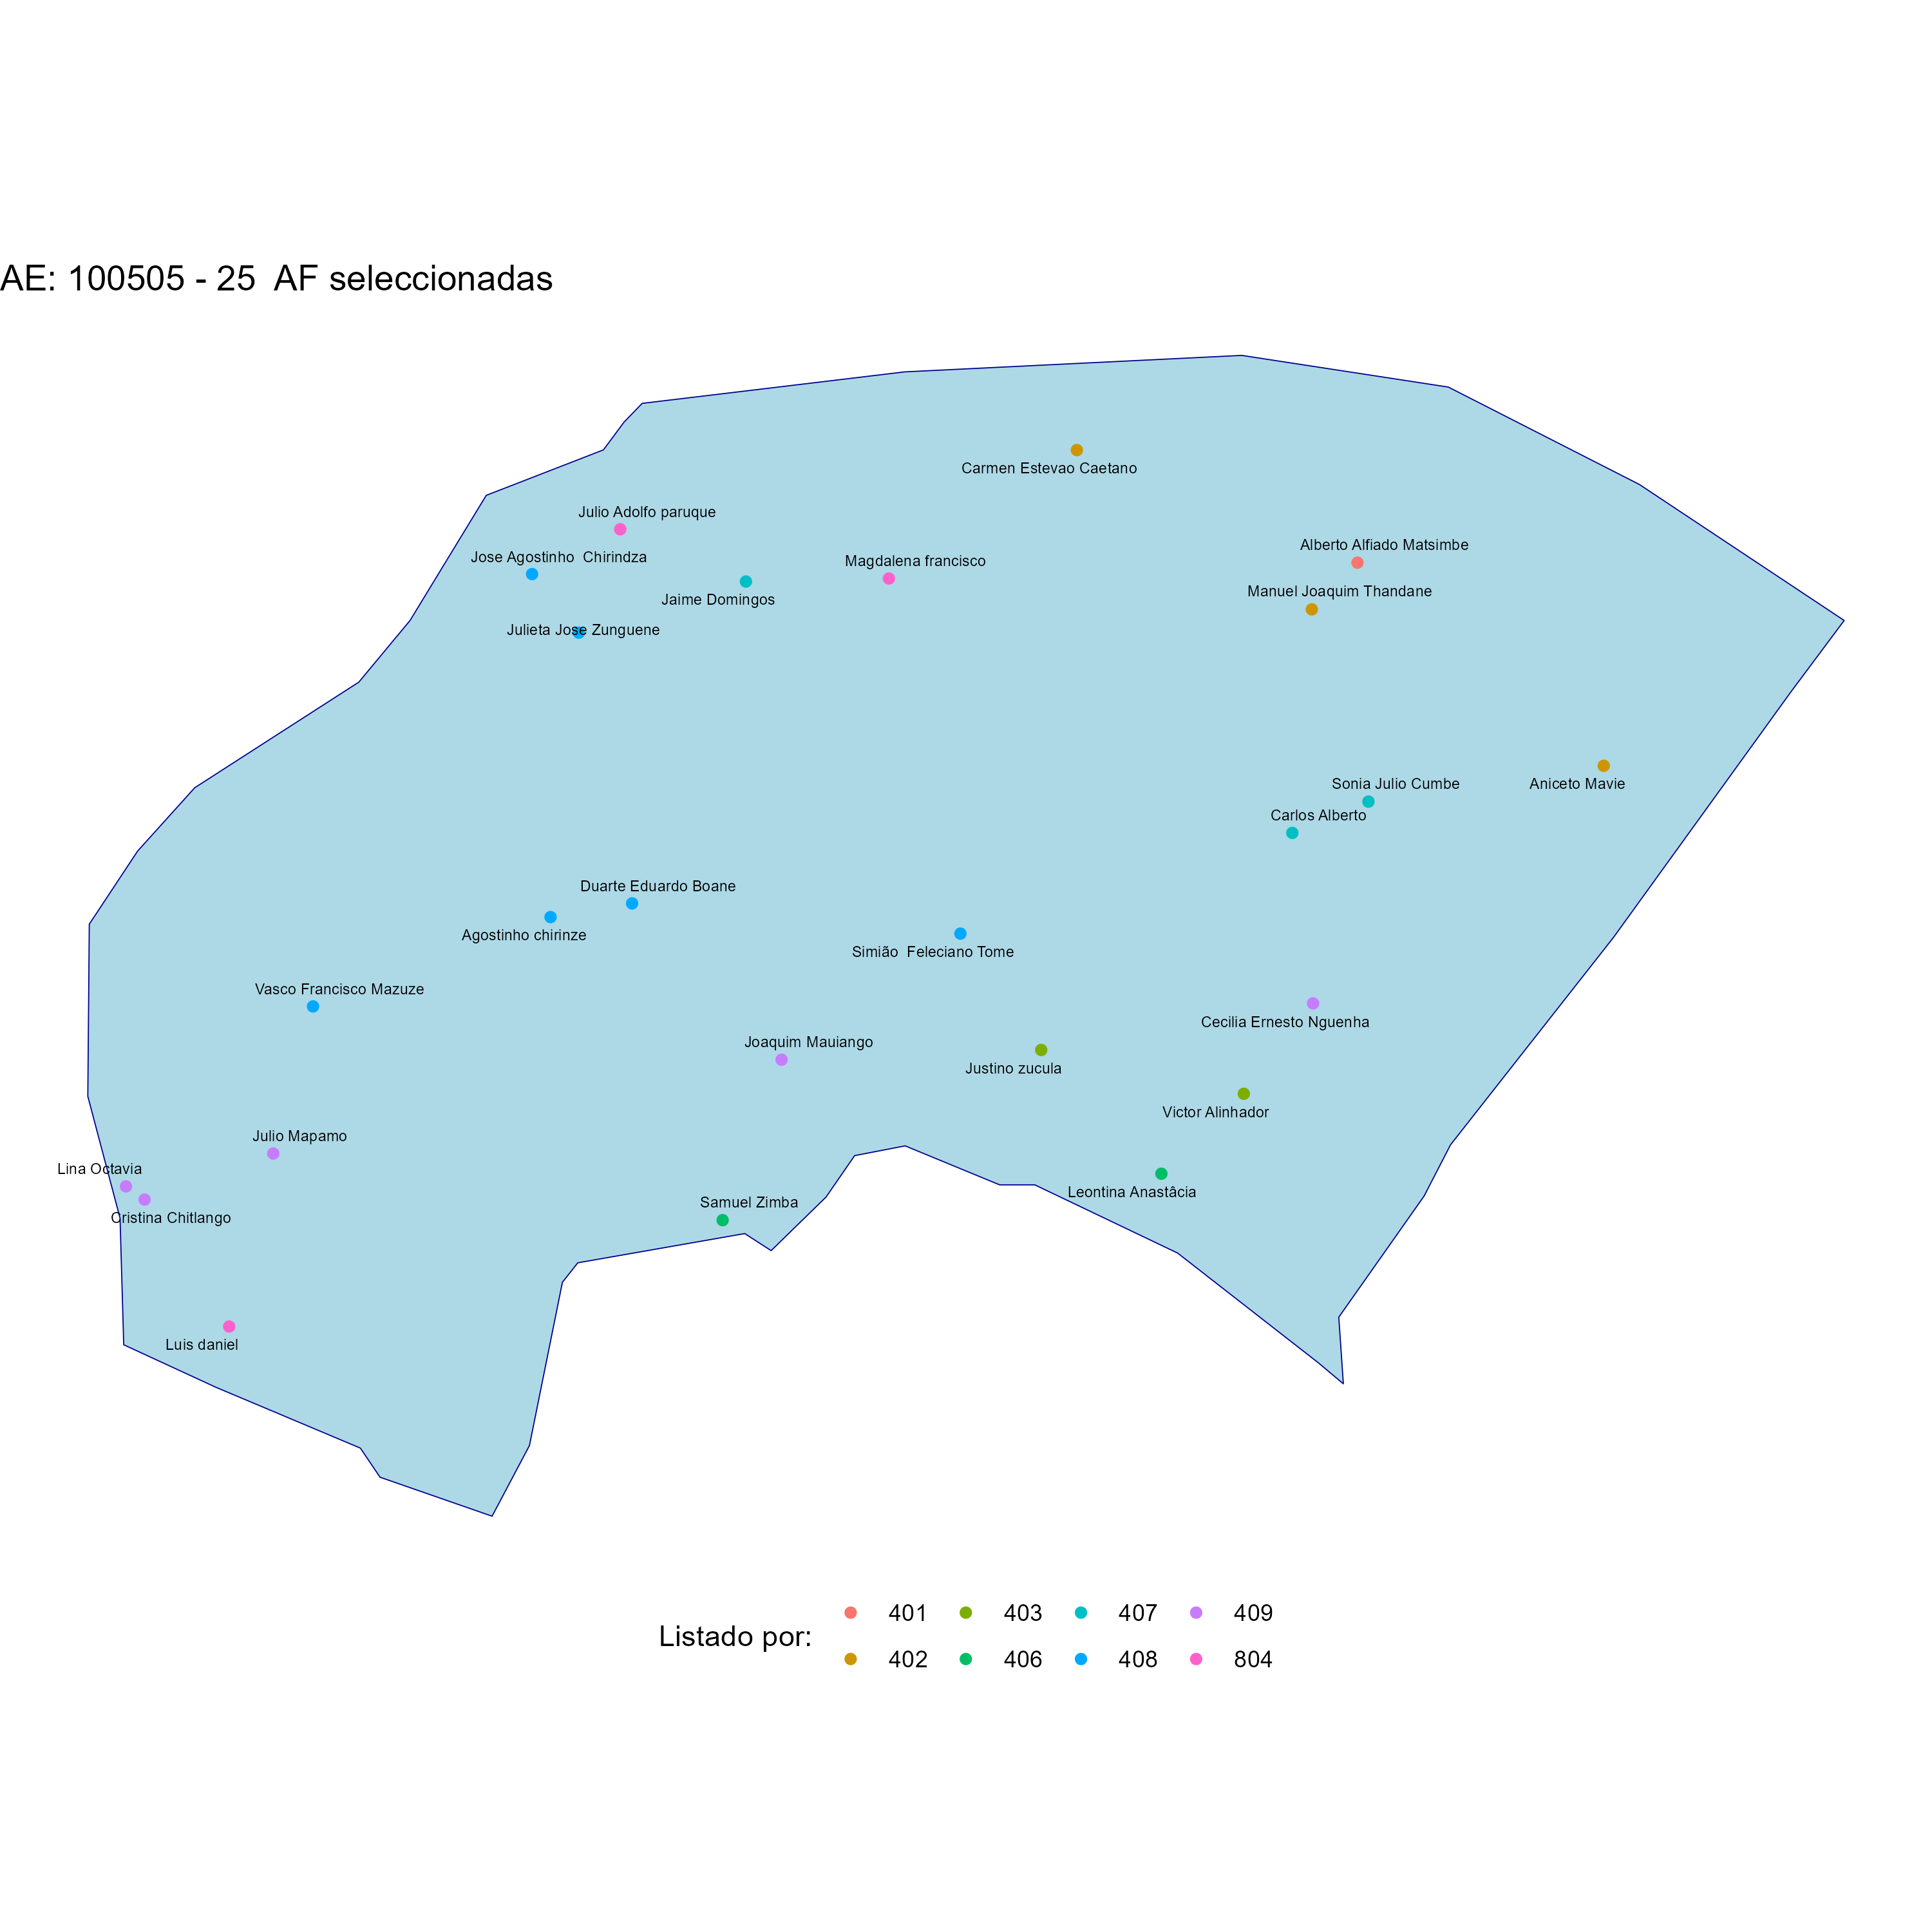 AE: 100505 - 25  AF seleccionadas
Carmen Estevao Caetano
Julio Adolfo paruque
Alberto Alfiado Matsimbe
Jose Agostinho  Chirindza
Magdalena francisco
Manuel Joaquim Thandane
Jaime Domingos
Julieta Jose Zunguene
Sonia Julio Cumbe
Aniceto Mavie
Carlos Alberto
Duarte Eduardo Boane
Agostinho chirinze
Simião  Feleciano Tome
Vasco Francisco Mazuze
Cecilia Ernesto Nguenha
Joaquim Mauiango
Justino zucula
Victor Alinhador
Julio Mapamo
Lina Octavia
Leontina Anastâcia
Samuel Zimba
Cristina Chitlango
Luis daniel
Listado por:
401 403 407 409
402 406 408 804